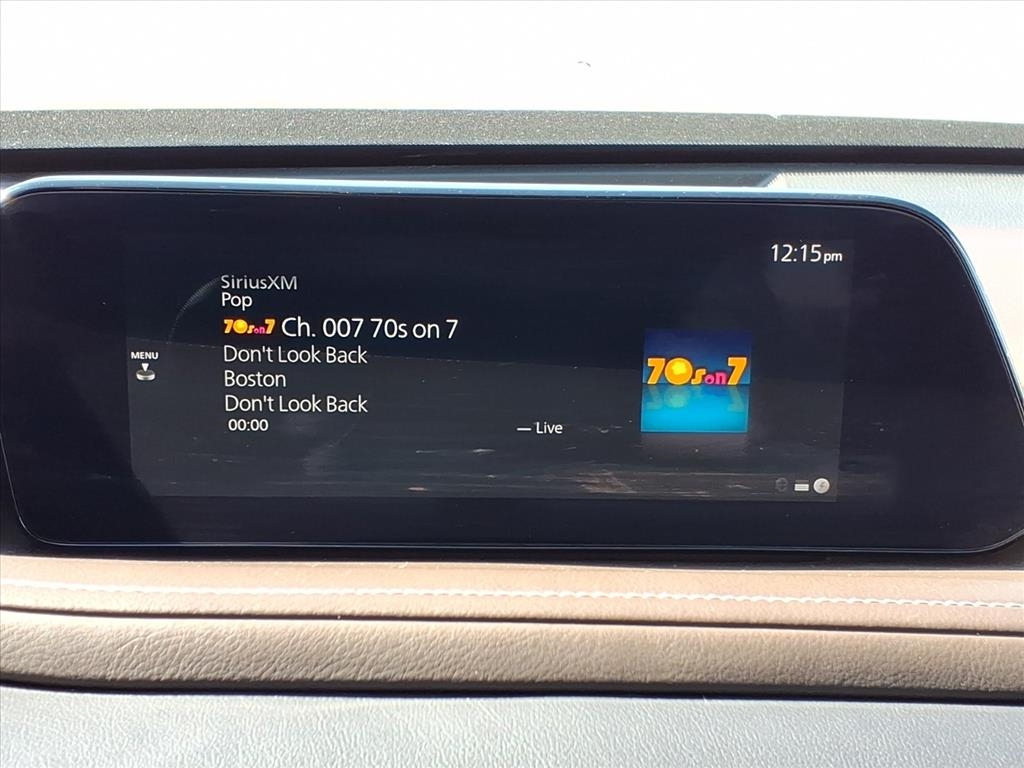 12:15pm
SiriusXM
Pop
70s on 7 Ch. 007 70s on 7
MENU
Don't Look Back
Boston
Don't Look Back
00:00
— Live
70s on 7